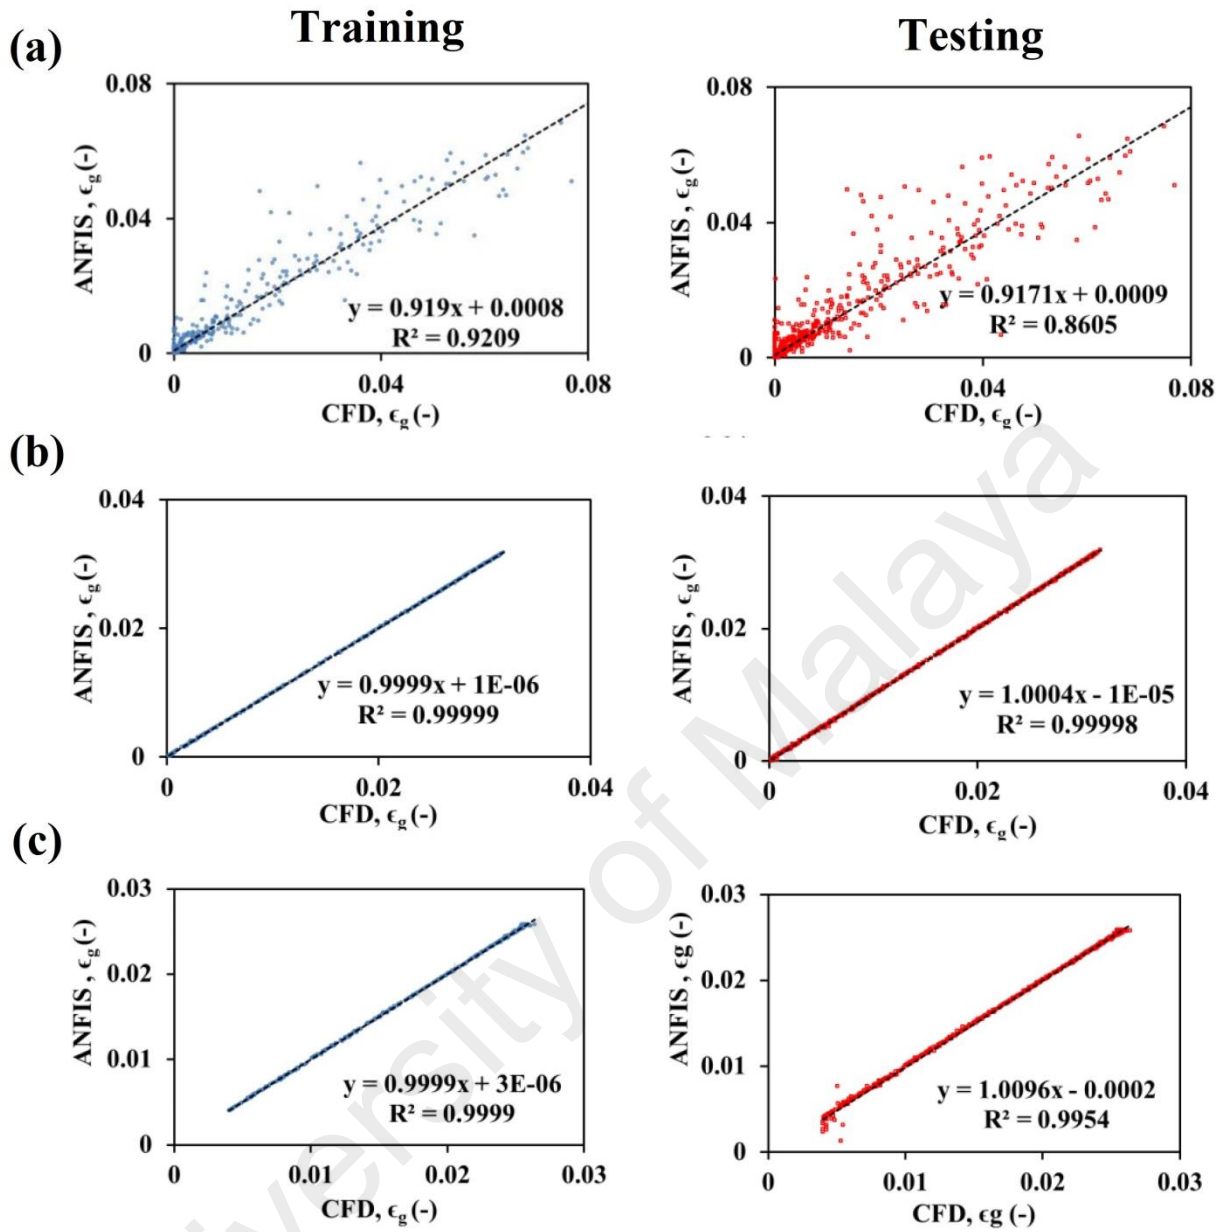 Training
Testing
(a)
0.08
0.04
0
ANFIS , ϵg (-)
y = 0.919x + 0.0008
R² = 0.9209
0 0.04 0.08
CFD, ϵg (-)
0.08
0.04
0
ANFIS , ϵg (-)
y = 0.9171x + 0.0009
R² = 0.8605
0 0.04 0.08
CFD, ϵg (-)
(b)
0.04
0.02
0
ANFIS , ϵg (-)
y = 0.9999x + 1E-06
R² = 0.99999
0 0.02 0.04
CFD, ϵg (-)
0.04
0.02
0
ANFIS , ϵg (-)
y = 1.0004x - 1E-05
R² = 0.99998
0 0.02 0.04
CFD, ϵg (-)
(c)
0.03
0.02
0.01
0
ANFIS , ϵg (-)
y = 0.9999x + 3E-06
R² = 0.9999
0 0.01 0.02 0.03
CFD, ϵg (-)
0.03
0.02
0.01
0
ANFIS , ϵg (-)
y = 1.0096x - 0.0002
R² = 0.9954
0 0.01 0.02 0.03
CFD, ϵg (-)
versity of Malaya